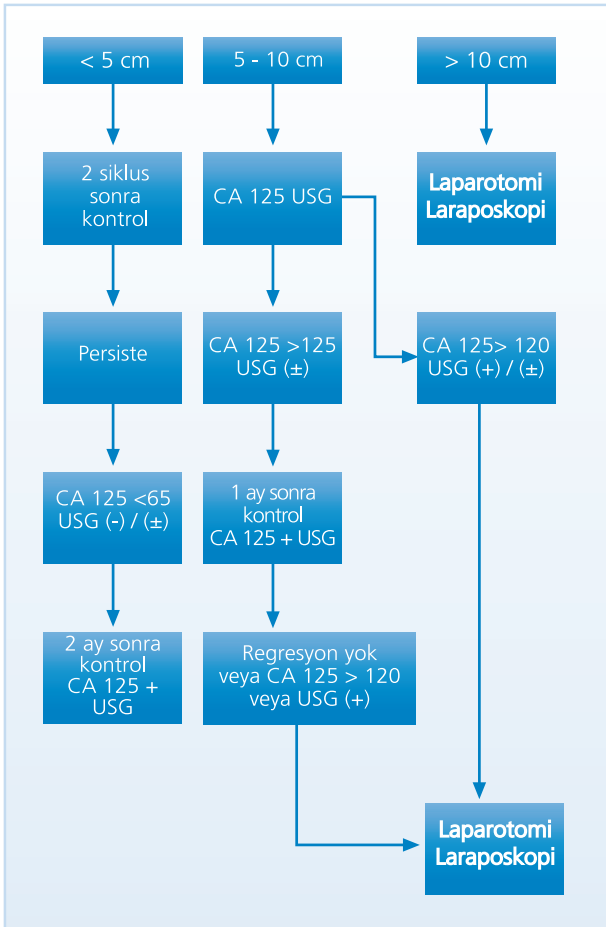 < 5 cm
5 - 10 cm
> 10 cm
2 siklus
sonra
kontrol
CA 125 USG
Laparotomi
Laraposkopi
Persiste
CA 125 >125
USG (±)
CA 125> 120
USG (+) / (±)
CA 125 <65
USG (-) / (±)
1 ay sonra
kontrol
CA 125 + USG
2 ay sonra
kontrol
CA 125 +
USG
Regresyon yok
veya CA 125 > 120
veya USG (+)
Laparotomi
Laraposkopi